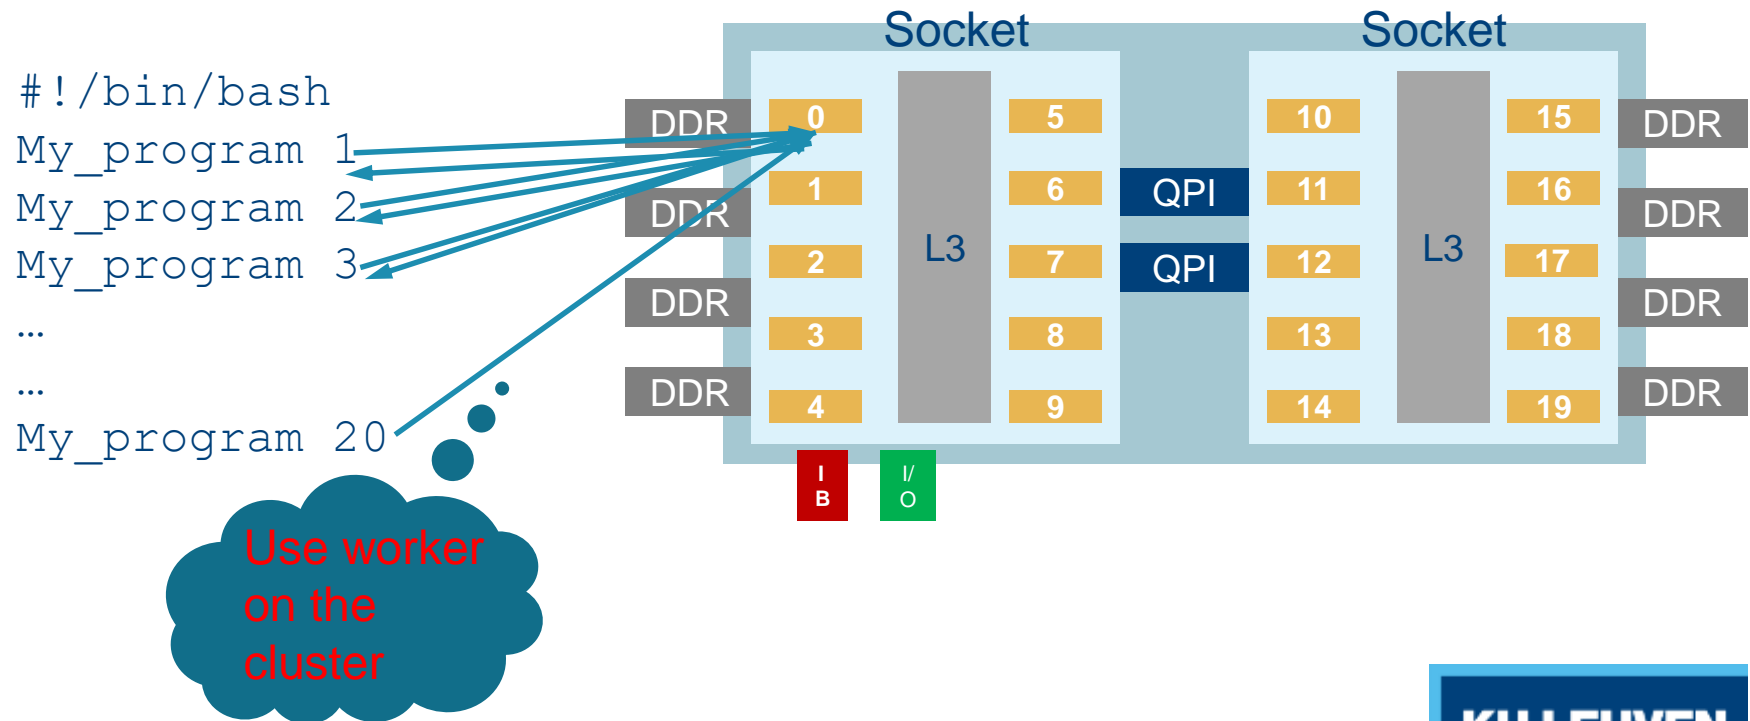 #!/bin/bash
My_program 1
My_program 2
My_program 3
…
…
My_program 20
Use worker
on the
cluster
Socket
Socket
DDR
DDR
DDR
DDR
0
1
2
3
4
L3
5
6
7
8
9
QPI
QPI
10
11
12
13
14
L3
15
16
17
18
19
DDR
DDR
DDR
DDR
I
B
I/
O
KU LEUVEN